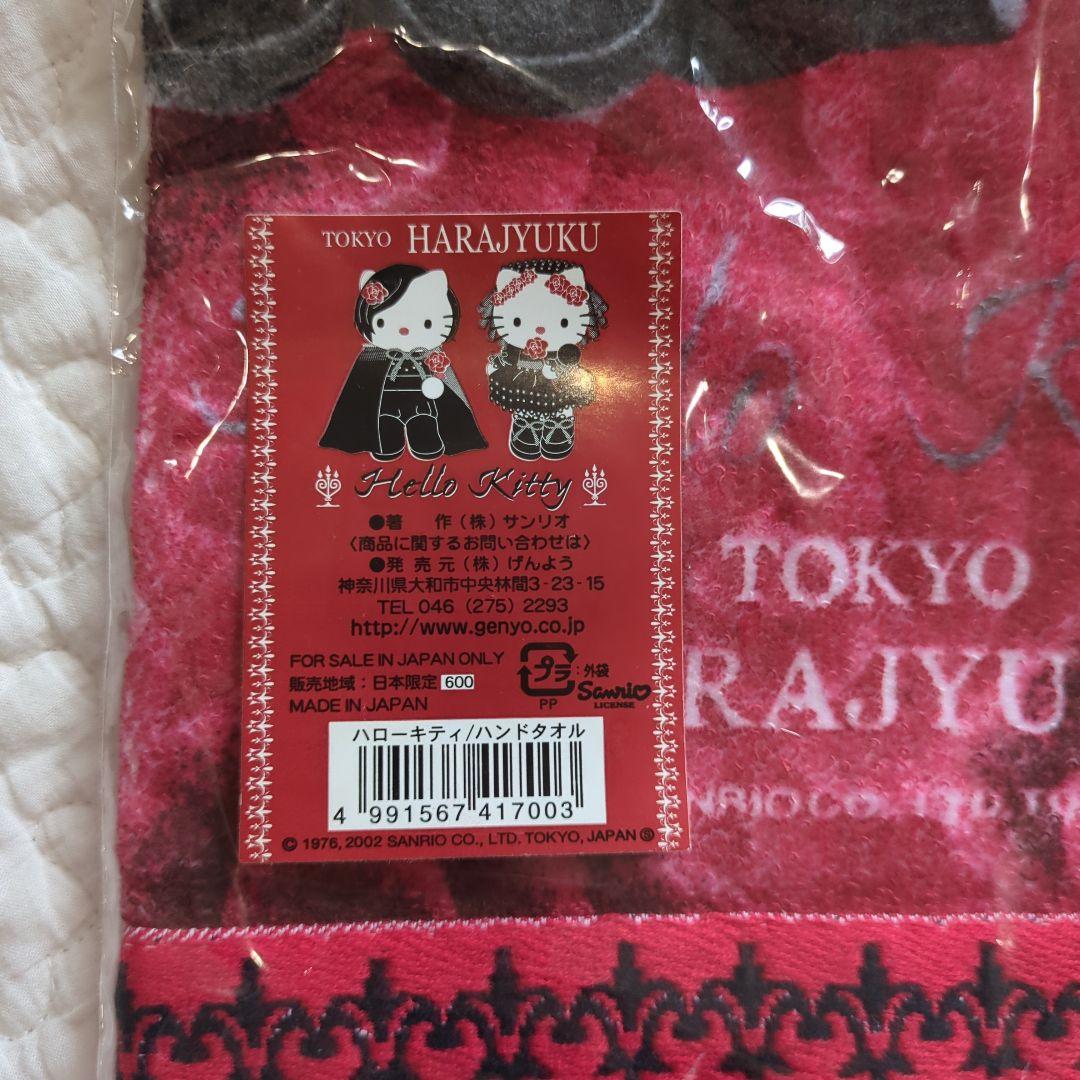 TOKYO HARAJYUKU
Hello Kitty
●著 作(株)サンリオ
〈商品に関するお問い合わせは〉
●発 売 元(株)げんよう
神奈川県大和市中央林間3-23-15
TEL 046 (275) 2293
http://www.genyo.co.jp
FOR SALE IN JAPAN ONLY
販売地域:日本限定 600
MADE IN JAPAN
プラ :外袋
PP
Sanrio
LICENSE
ハローキティ/ハンドタオル
4 991567 417003
© 1976, 2002 SANRIO CO., LTD. TOKYO, JAPAN Ⓢ
TOKYO
RAJYU
NRIO CO., LTD.